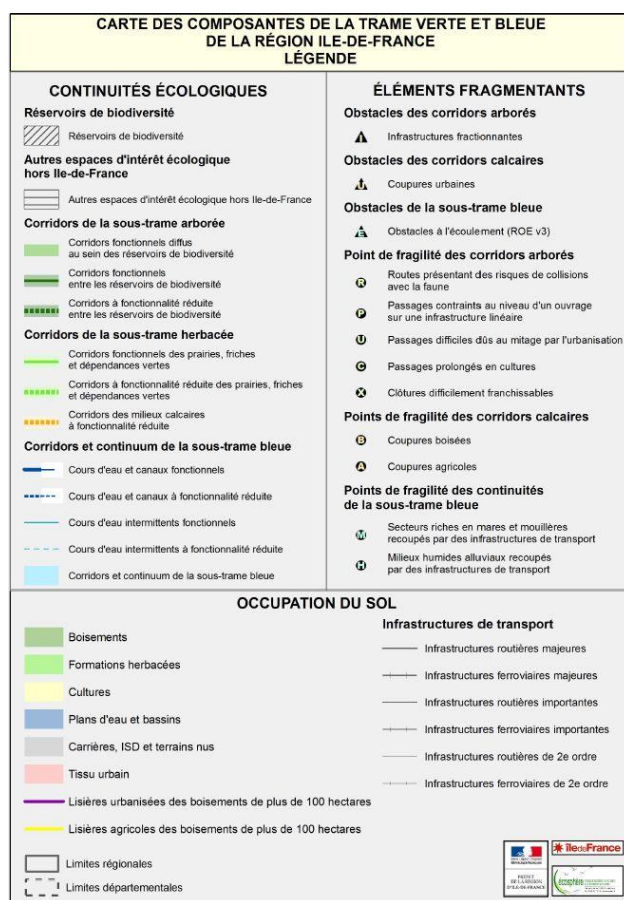 CARTE DES COMPOSANTES DE LA TRAME VERTE ET BLEUE
DE LA RÉGION ILE-DE-FRANCE
LÉGENDE
CONTINUITÉS ÉCOLOGIQUES
Réservoirs de biodiversité
Réservoirs de biodiversité
Autres espaces d'intérêt écologique
hors Ile-de-France
Autres espaces d'intérêt écologique hors Ile-de-France
Corridors de la sous-trame arborée
Corridors fonctionnels diffus
au sein des réservoirs de biodiversité
Corridors fonctionnels
entre les réservoirs de biodiversité
Corridors à fonctionnalité réduite
entre les réservoirs de biodiversité
Corridors de la sous-trame herbacée
Corridors fonctionnels des prairies, friches
et dépendances vertes
Corridors à fonctionnalité réduite des prairies, friches
et dépendances vertes
Corridors des milieux calcaires
à fonctionnalité réduite
Corridors et continuum de la sous-trame bleue
Cours d'eau et canaux fonctionnels
Cours d'eau et canaux à fonctionnalité réduite
Cours d'eau intermittents fonctionnels
Cours d'eau intermittents à fonctionnalité réduite
Corridors et continuum de la sous-trame bleue
ÉLÉMENTS FRAGMENTANTS
Obstacles des corridors arborés
Infrastructures fractionnantes
Obstacles des corridors calcaires
Coupures urbaines
Obstacles de la sous-trame bleue
Obstacles à l'écoulement (ROE v3)
Point de fragilité des corridors arborés
R Routes présentant des risques de collisions
avec la faune
P Passages contraints au niveau d'un ouvrage
sur une infrastructure linéaire
U Passages difficiles dûs au mitage par l'urbanisation
C Passages prolongés en cultures
X Clôtures difficilement franchissables
Points de fragilité des corridors calcaires
B Coupures boisées
A Coupures agricoles
Points de fragilité des continuités
de la sous-trame bleue
M Secteurs riches en mares et mouillères
recoupés par des infrastructures de transport
H Milieux humides alluviaux recoupés
par des infrastructures de transport
OCCUPATION DU SOL
Boisements
Formations herbacées
Cultures
Plans d'eau et bassins
Carrières, ISD et terrains nus
Tissu urbain
Lisières urbanisées des boisements de plus de 100 hectares
Lisières agricoles des boisements de plus de 100 hectares
Limites régionales
Limites départementales
Infrastructures de transport
Infrastructures routières majeures
Infrastructures ferroviaires majeures
Infrastructures routières importantes
Infrastructures ferroviaires importantes
Infrastructures routières de 2e ordre
Infrastructures ferroviaires de 2e ordre
PRÉFET
DE LA RÉGION
D'ILE-DE-FRANCE
île de France
écosphère